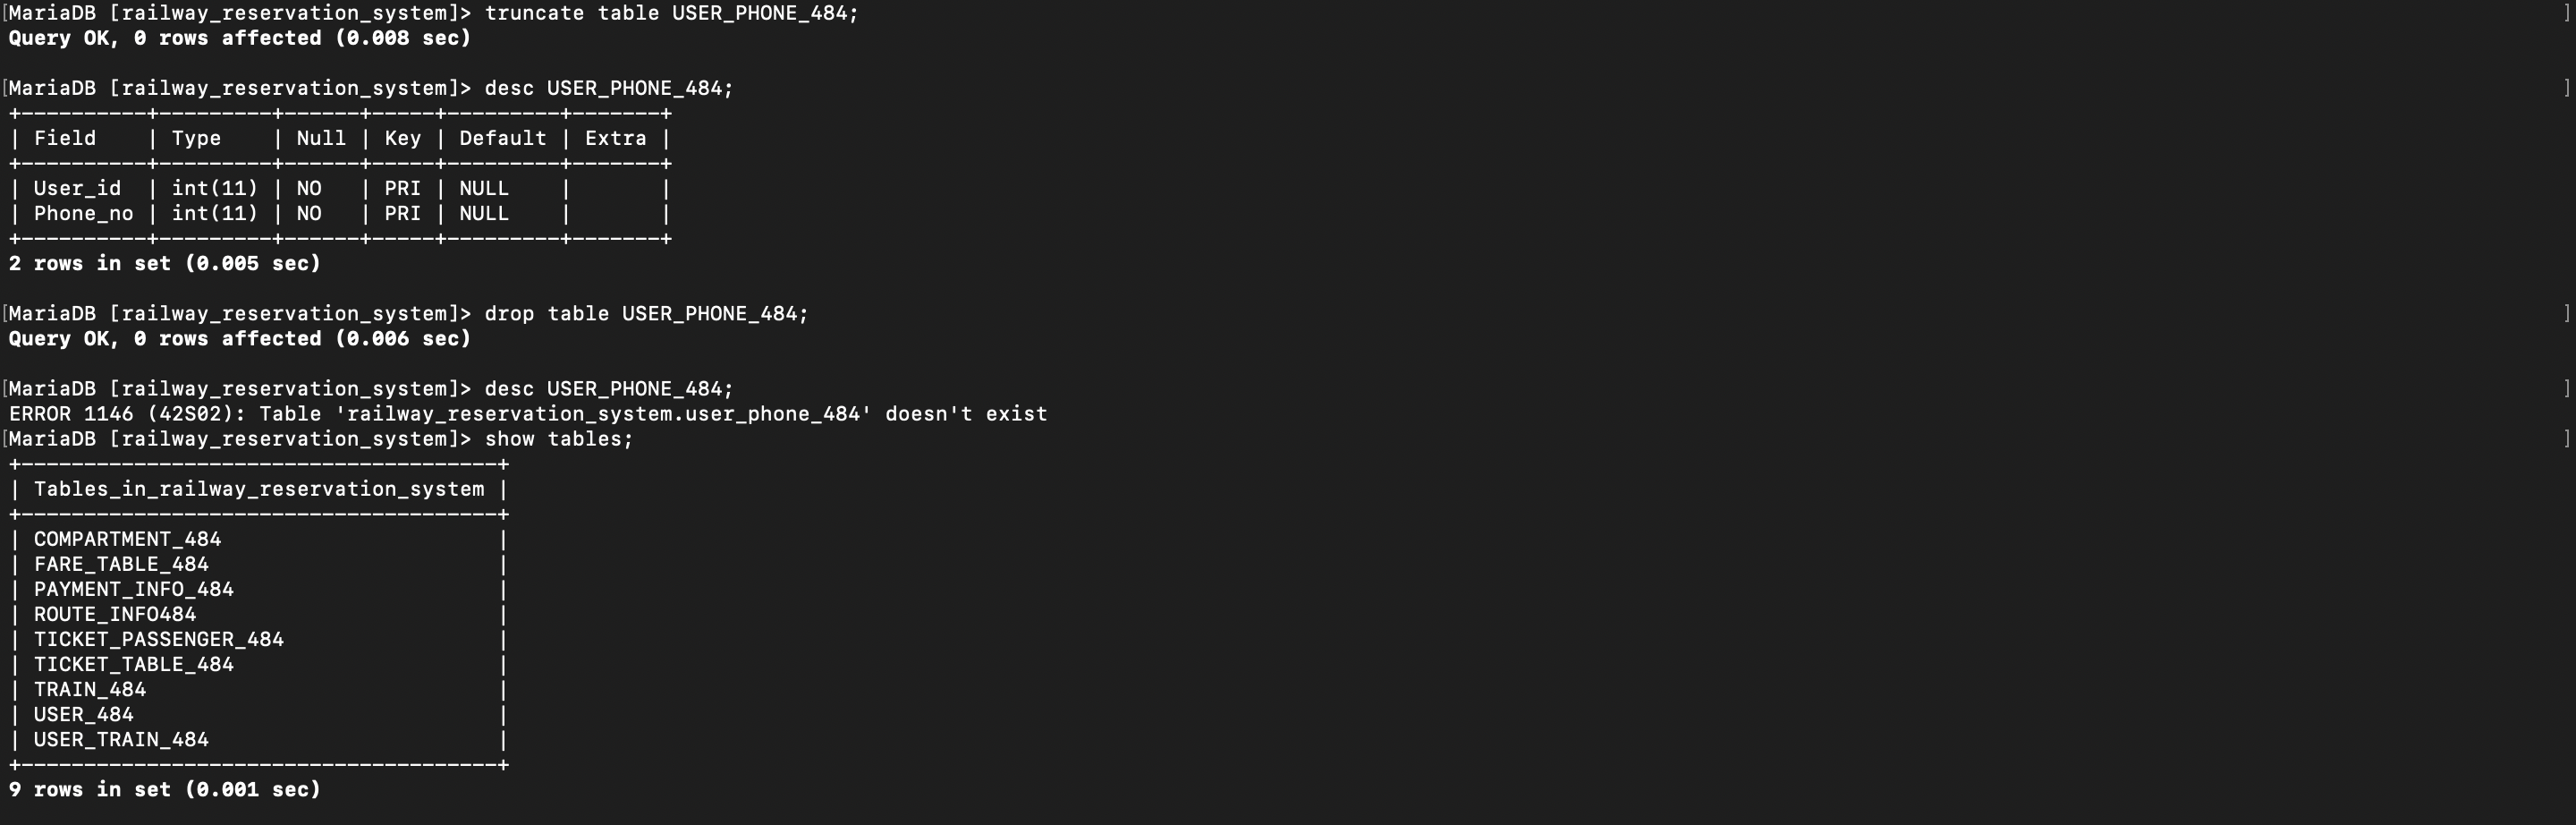 [MariaDB [railway_reservation_system]> truncate table USER_PHONE_484; ]
Query OK, 0 rows affected (0.008 sec)
[MariaDB [railway_reservation_system]> desc USER_PHONE_484; ]
+----------+---------+------+-----+---------+-------+
| Field    | Type    | Null | Key | Default | Extra |
+----------+---------+------+-----+---------+-------+
| User_id  | int(11) | NO   | PRI | NULL    |       |
| Phone_no | int(11) | NO   | PRI | NULL    |       |
+----------+---------+------+-----+---------+-------+
2 rows in set (0.005 sec)
[MariaDB [railway_reservation_system]> drop table USER_PHONE_484; ]
Query OK, 0 rows affected (0.006 sec)
[MariaDB [railway_reservation_system]> desc USER_PHONE_484; ]
ERROR 1146 (42S02): Table 'railway_reservation_system.user_phone_484' doesn't exist
[MariaDB [railway_reservation_system]> show tables; ]
+--------------------------------------+
| Tables_in_railway_reservation_system |
+--------------------------------------+
| COMPARTMENT_484                      |
| FARE_TABLE_484                       |
| PAYMENT_INFO_484                     |
| ROUTE_INFO484                        |
| TICKET_PASSENGER_484                 |
| TICKET_TABLE_484                     |
| TRAIN_484                            |
| USER_484                             |
| USER_TRAIN_484                       |
+--------------------------------------+
9 rows in set (0.001 sec)